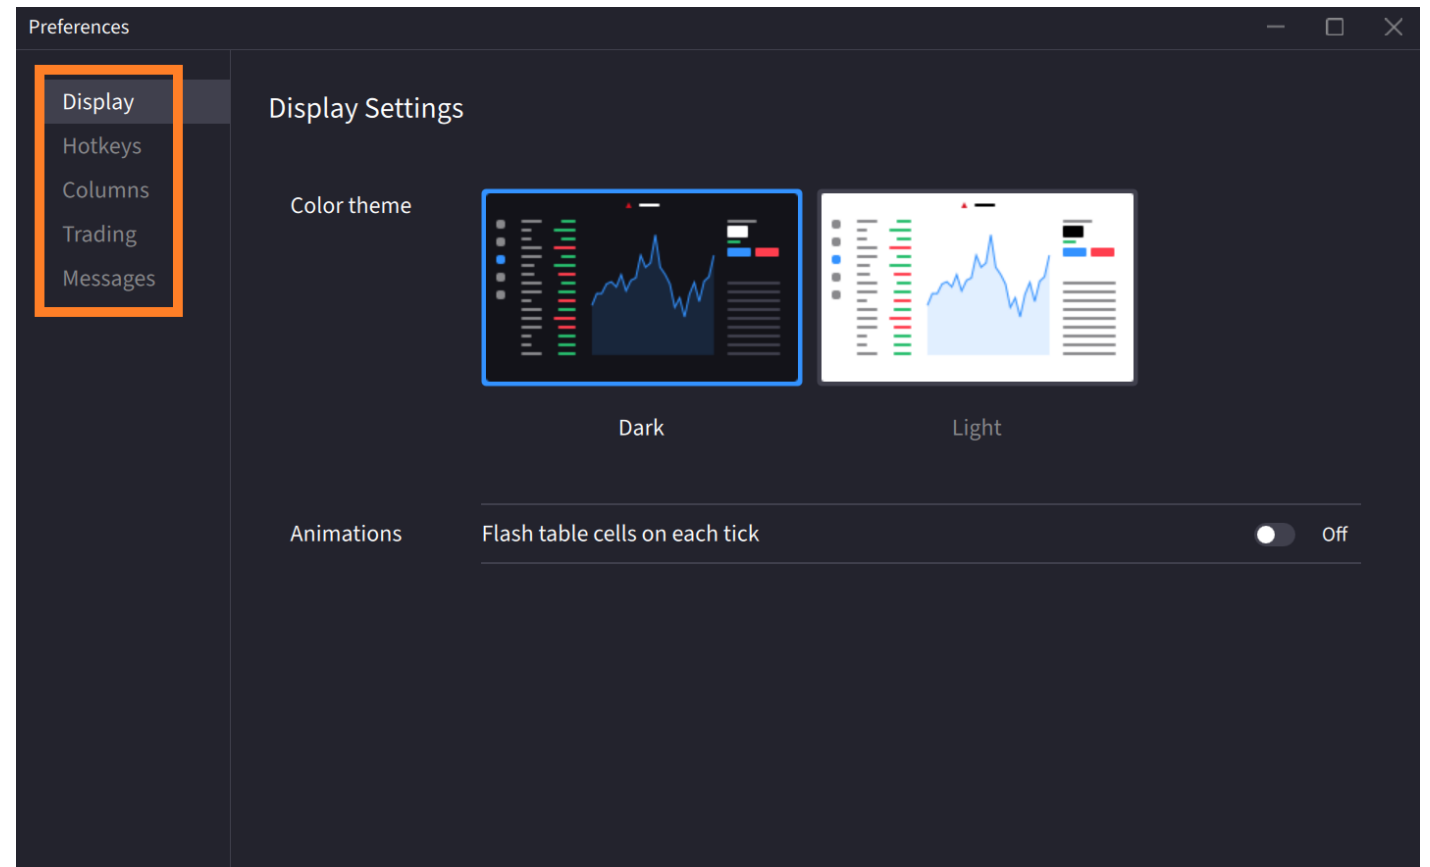 Preferences
Display
Hotkeys
Columns
Trading
Messages
Display Settings
Color theme
Dark
Light
Animations
Flash table cells on each tick
Off